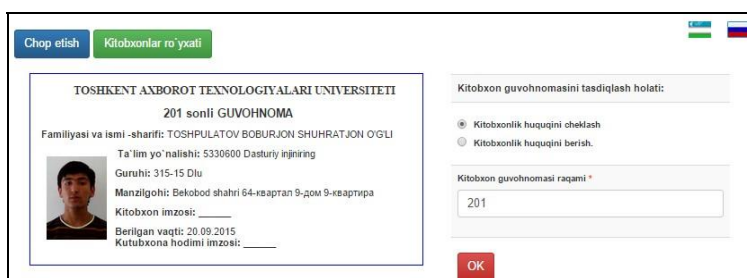 Chop etish
Kitobxonlar ro`yxati
TOSHKENT AXBOROT TEXNOLOGIYALARI UNIVERSITETI
201 sonli GUVOHNOMA
Familiyasi va ismi -sharifi: TOSHPULATOV BOBURJON SHUHRATJON O'G'LI
Ta`lim yo`nalishi: 5330600 Dasturiy injiniring
Guruhi: 315-15 DIu
Manzilgohi: Bekobod shahri 64-квартал 9-дом 9-квартира
Kitobxon imzosi: ______
Berilgan vaqti: 20.09.2015
Kutubxona hodimi imzosi: ______
Kitobxon guvohnomasini tasdiqlash holati:
Kitobxonlik huquqini cheklash
Kitobxonlik huquqini berish.
Kitobxon guvohnomasi raqami *
201
OK